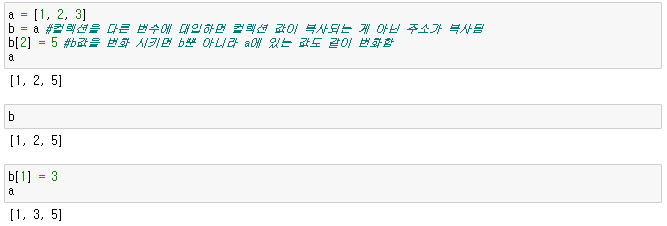 a = [1, 2, 3]
b = a #컬렉션을 다른 변수에 대입하면 컬렉션 값이 복사되는 게 아닌 주소가 복사됨
b[2] = 5 #b값을 변화 시키면 b뿐 아니라 a에 있는 값도 같이 변화함
a
[1, 2, 5]
b
[1, 2, 5]
b[1] = 3
a
[1, 3, 5]